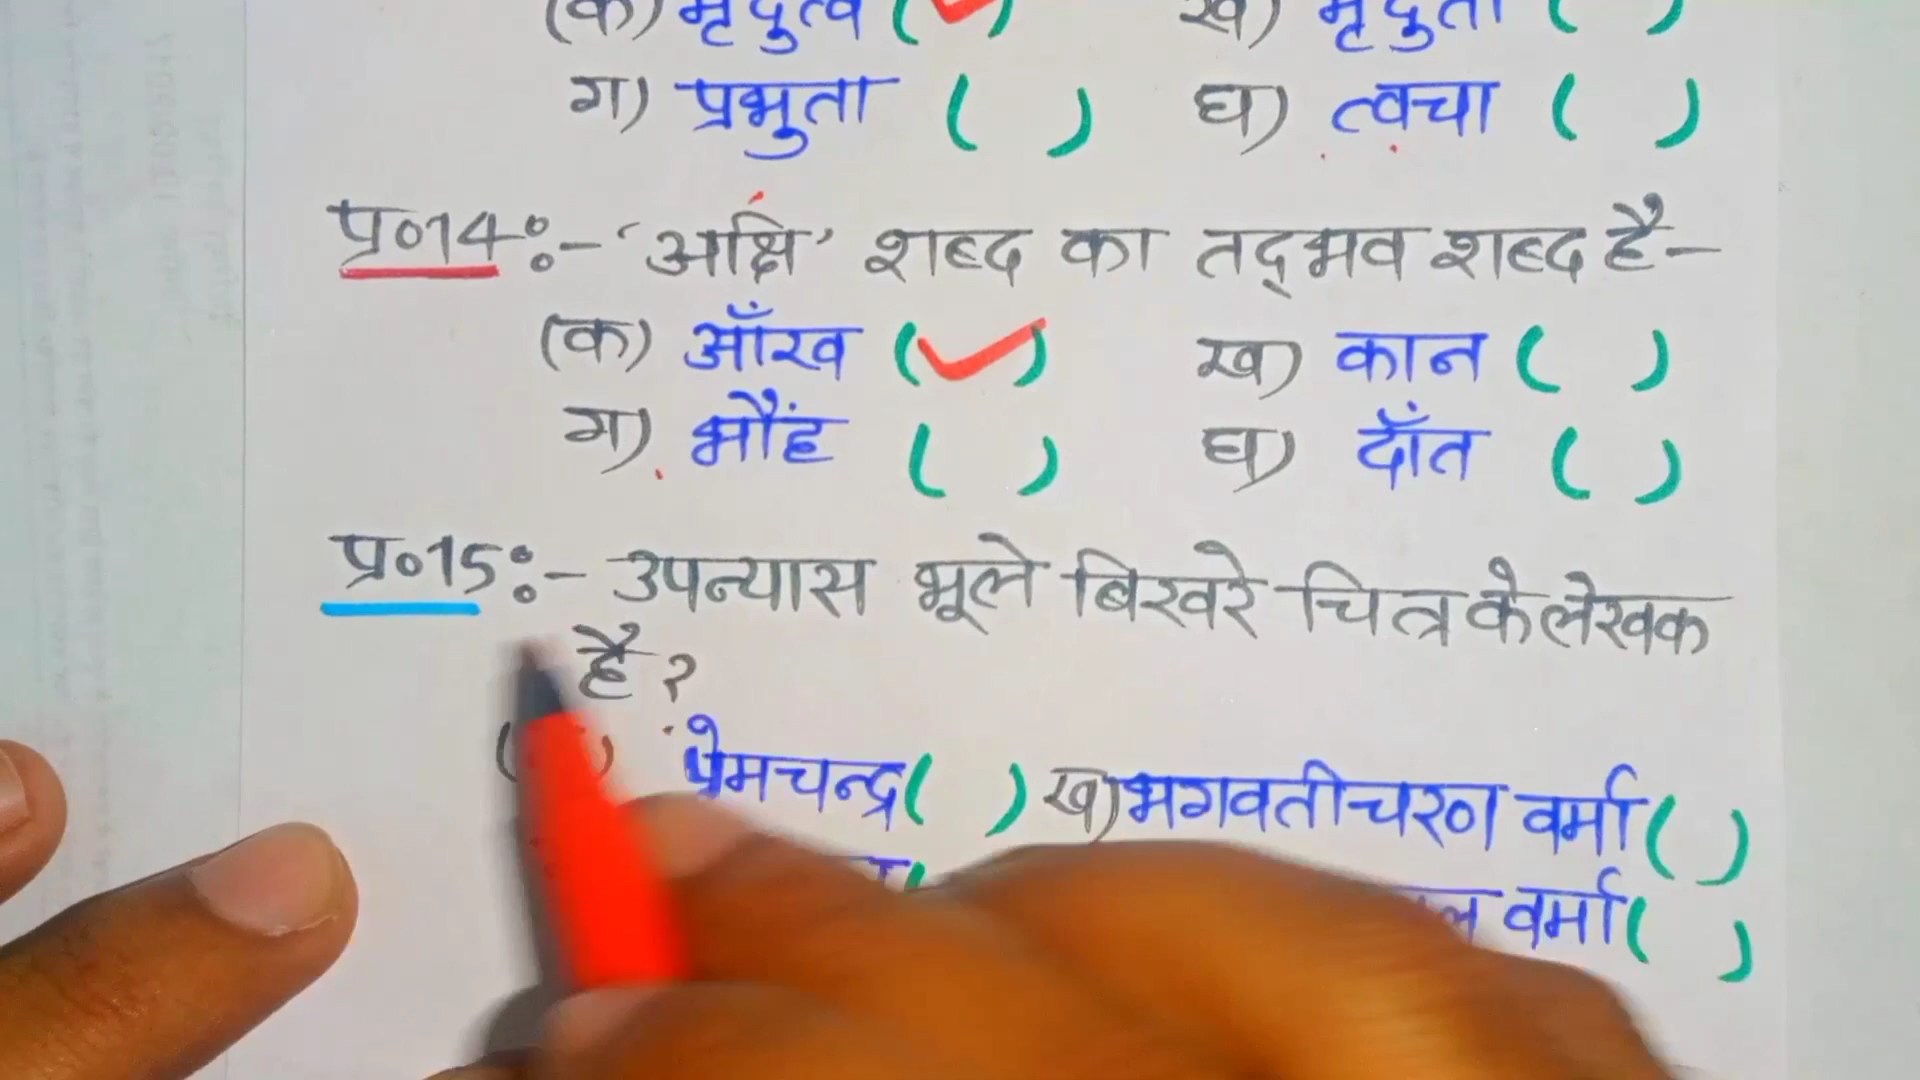 (क) मृदुत्व ( ✓ ) ख) मृदुता ( )
ग) प्रभुता ( ) घ) त्वचा ( )
प्र०14:- 'अक्षि' शब्द का तद्भव शब्द है-
(क) आँख ( ✓ ) ख) कान ( )
ग) भौंह ( ) घ) दाँत ( )
प्र०15:- उपन्यास भूले बिखरे चित्र के लेखक
है ?
प्रेमचन्द्र ( ) ख) भगवतीचरण वर्मा ( )
वर्मा ( )